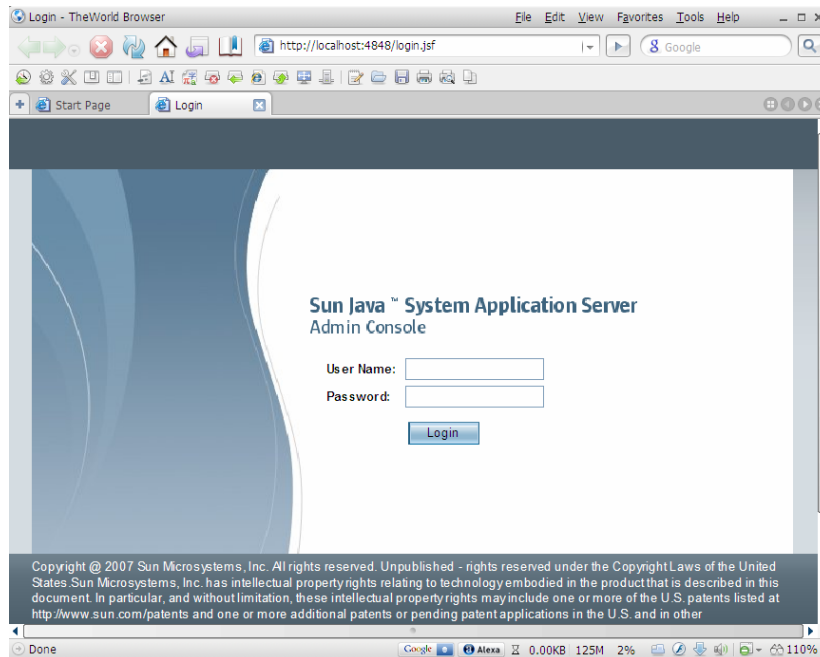 Login - TheWorld Browser
File Edit View Favorites Tools Help
http://localhost:4848/login.jsf
Google
AI
Start Page
Login
Sun Java ™ System Application Server
Admin Console
User Name:
Password:
Login
Copyright @ 2007 Sun Microsystems, Inc. All rights reserved. Unpublished - rights reserved under the Copyright Laws of the United
States.Sun Microsystems, Inc. has intellectual property rights relating to technology embodied in the product that is described in this
document. In particular, and without limitation, these intellectual property rights may include one or more of the U.S. patents listed at
http://www.sun.com/patents and one or more additional patents or pending patent applications in the U.S. and in other
Done
Google
Alexa
0.00KB 125M 2%
110%